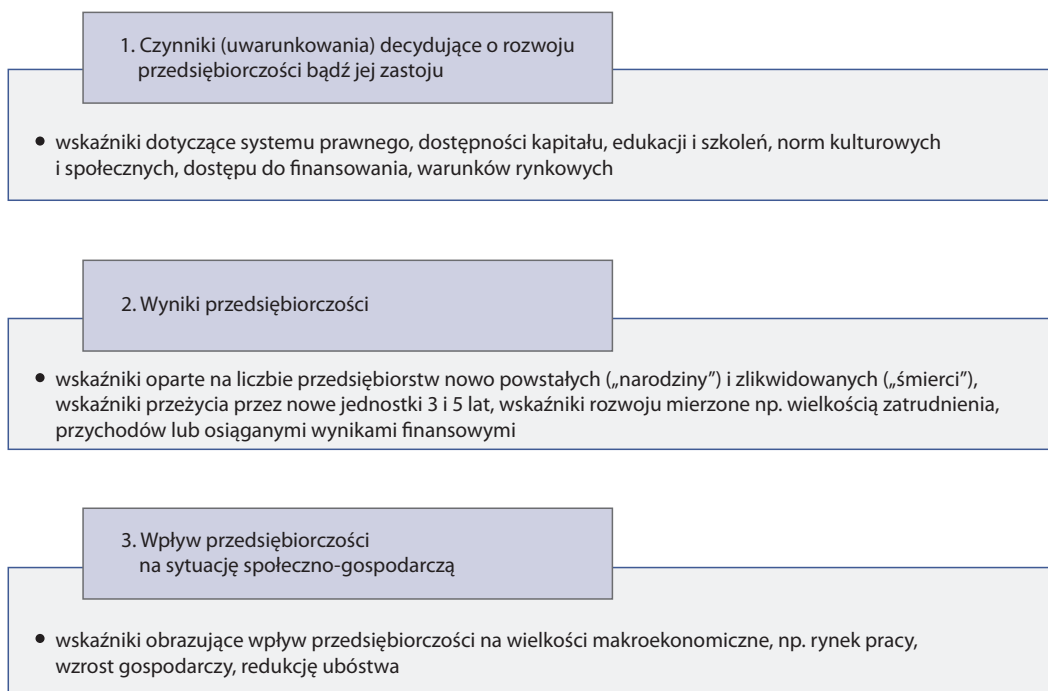 1. Czynniki (uwarunkowania) decydujące o rozwoju
przedsiębiorczości bądź jej zastoju
• wskaźniki dotyczące systemu prawnego, dostępności kapitału, edukacji i szkoleń, norm kulturowych
i społecznych, dostępu do finansowania, warunków rynkowych
2. Wyniki przedsiębiorczości
• wskaźniki oparte na liczbie przedsiębiorstw nowo powstałych („narodziny”) i zlikwidowanych („śmierci”),
wskaźniki przeżycia przez nowe jednostki 3 i 5 lat, wskaźniki rozwoju mierzone np. wielkością zatrudnienia,
przychodów lub osiąganymi wynikami finansowymi
3. Wpływ przedsiębiorczości
na sytuację społeczno-gospodarczą
• wskaźniki obrazujące wpływ przedsiębiorczości na wielkości makroekonomiczne, np. rynek pracy,
wzrost gospodarczy, redukcję ubóstwa